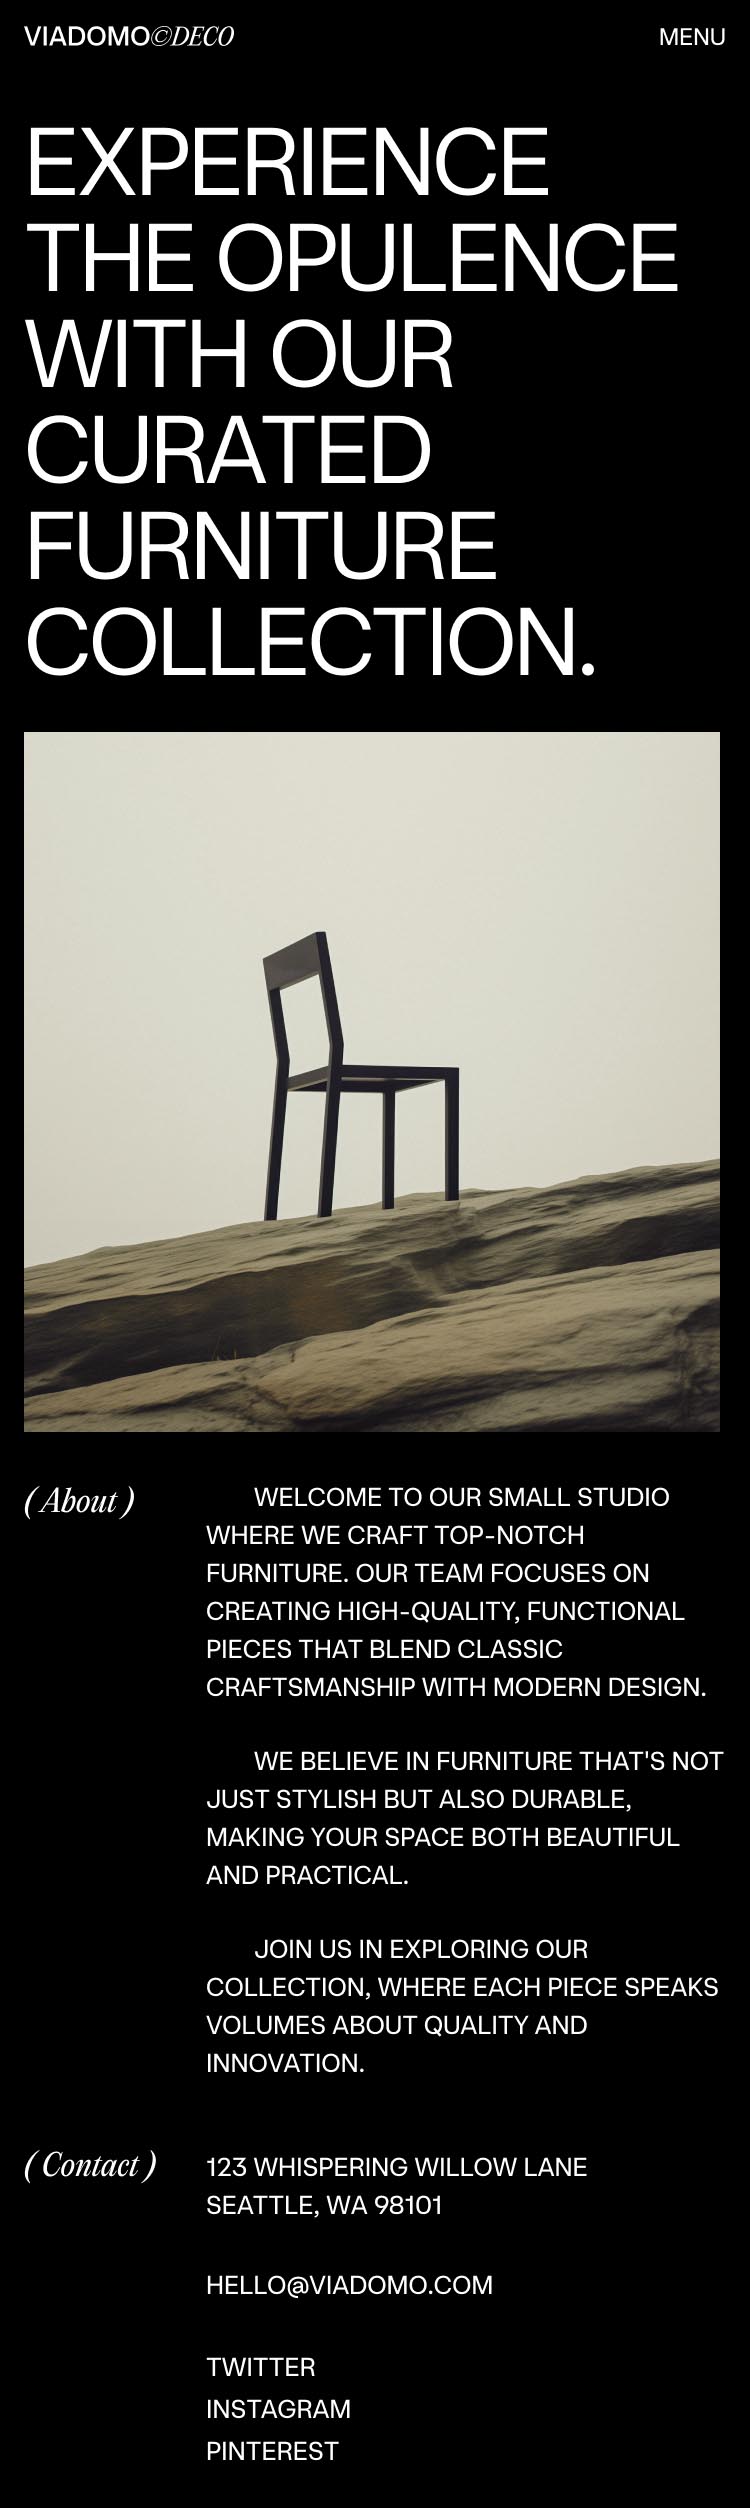 VIADOMO©DECO
MENU
EXPERIENCE
THE OPULENCE
WITH OUR
CURATED
FURNITURE
COLLECTION.
( About )
WELCOME TO OUR SMALL STUDIO
WHERE WE CRAFT TOP-NOTCH
FURNITURE. OUR TEAM FOCUSES ON
CREATING HIGH-QUALITY, FUNCTIONAL
PIECES THAT BLEND CLASSIC
CRAFTSMANSHIP WITH MODERN DESIGN.
WE BELIEVE IN FURNITURE THAT'S NOT
JUST STYLISH BUT ALSO DURABLE,
MAKING YOUR SPACE BOTH BEAUTIFUL
AND PRACTICAL.
JOIN US IN EXPLORING OUR
COLLECTION, WHERE EACH PIECE SPEAKS
VOLUMES ABOUT QUALITY AND
INNOVATION.
( Contact )
123 WHISPERING WILLOW LANE
SEATTLE, WA 98101
HELLO@VIADOMO.COM
TWITTER
INSTAGRAM
PINTEREST